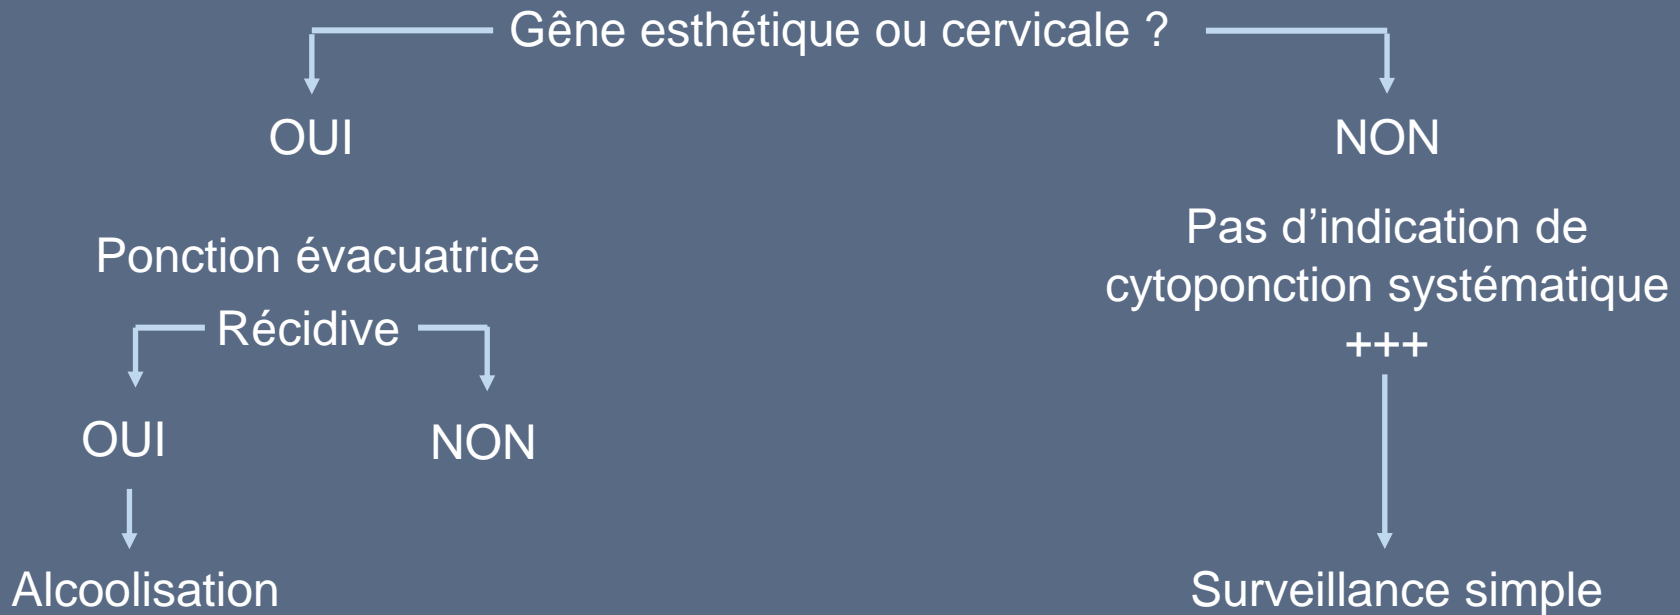 Gêne esthétique ou cervicale ?
OUI
NON
Ponction évacuatrice
Pas d'indication de
cytoponction systématique
+++
Récidive
OUI
NON
Alcoolisation
Surveillance simple